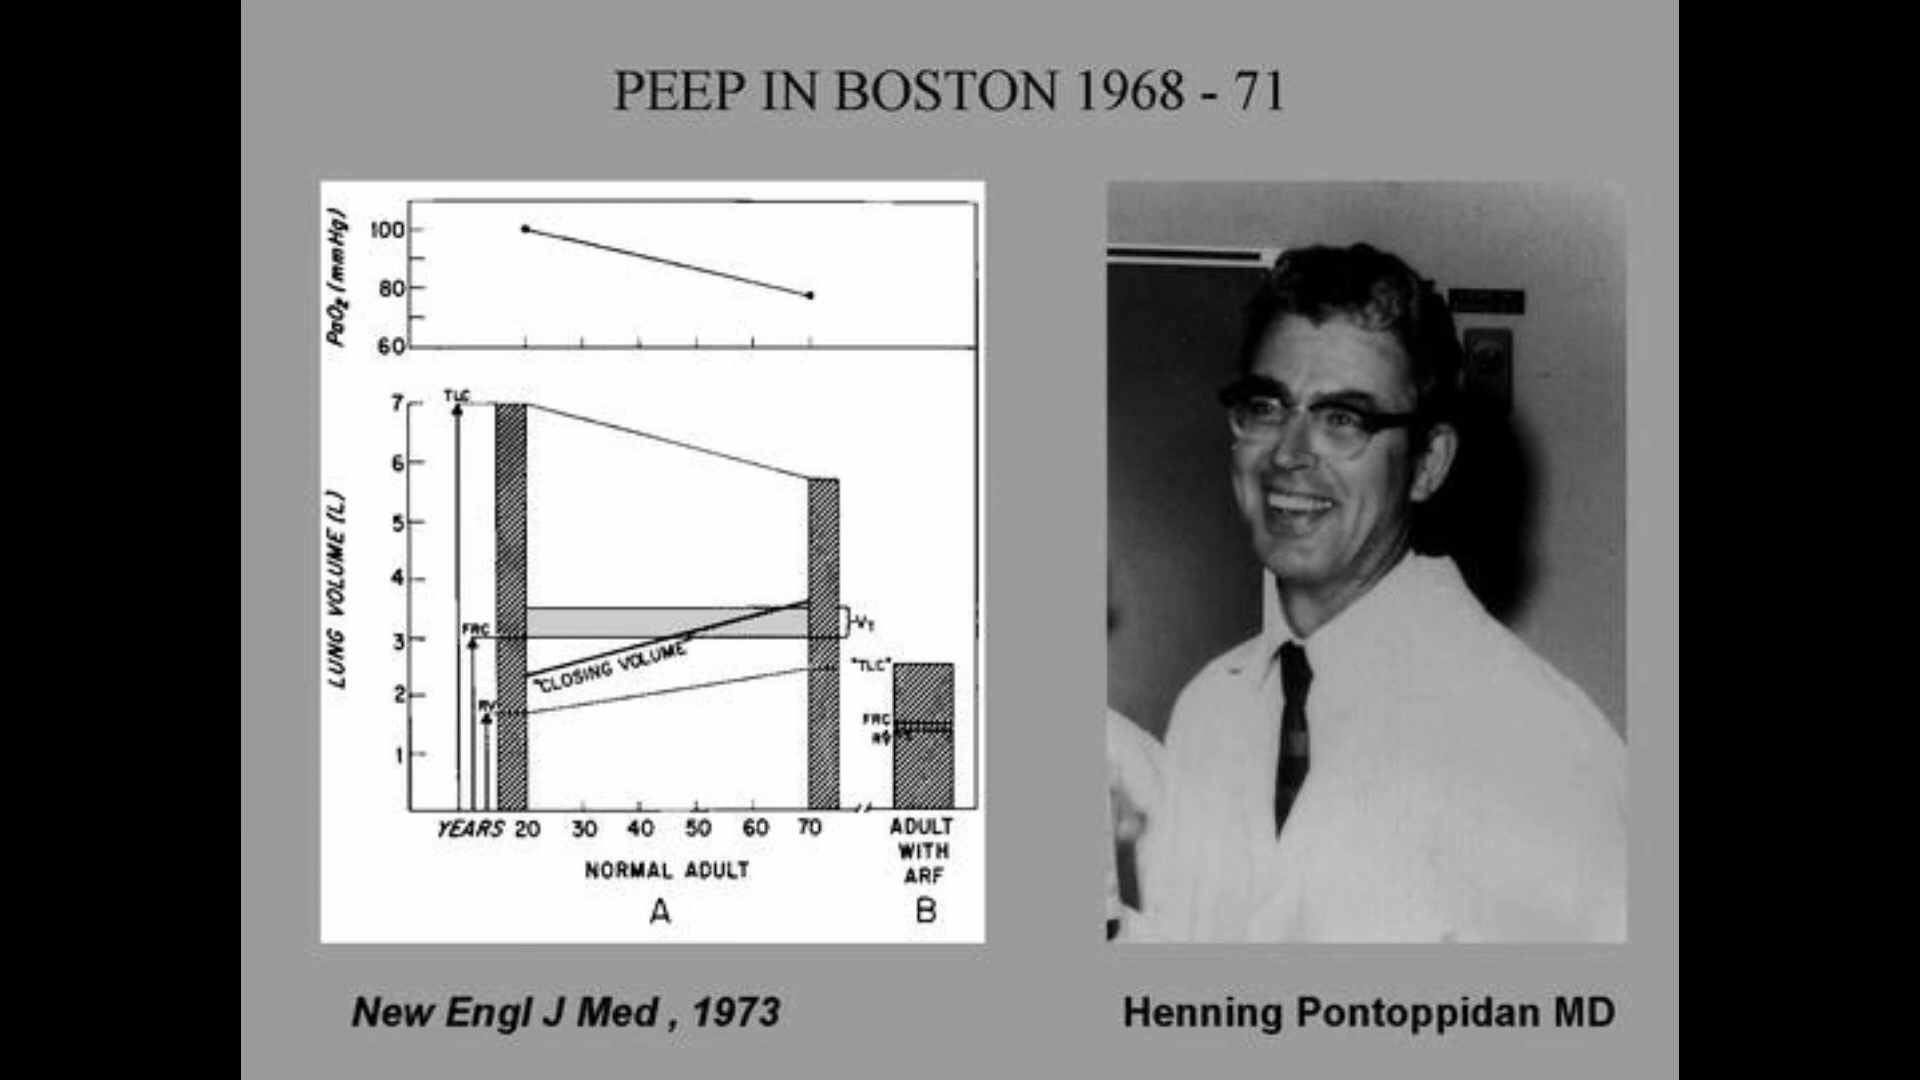 PEEP IN BOSTON 1968 - 71
PaO2 (mmHg)
100
80
60
LUNG VOLUME (L)
7
6
5
4
3
2
1
TLC
FRC
RV
"CLOSING VOLUME"
VT
"TLC"
FRC
RV
YEARS 20 30 40 50 60 70
NORMAL ADULT
A
ADULT
WITH
ARF
B
New Engl J Med , 1973
Henning Pontoppidan MD